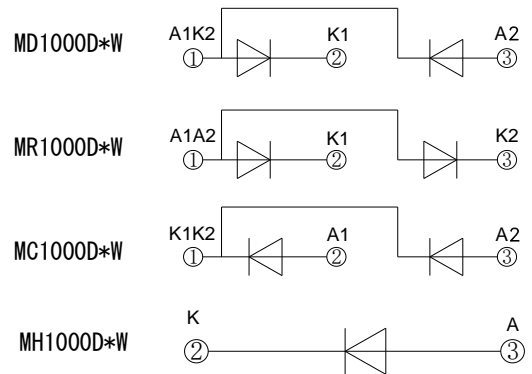 MD1000D*W A1K2 K1 A2
① ② ③
MR1000D*W A1A2 K1 K2
① ② ③
MC1000D*W K1K2 A1 A2
① ② ③
MH1000D*W K A
② ③